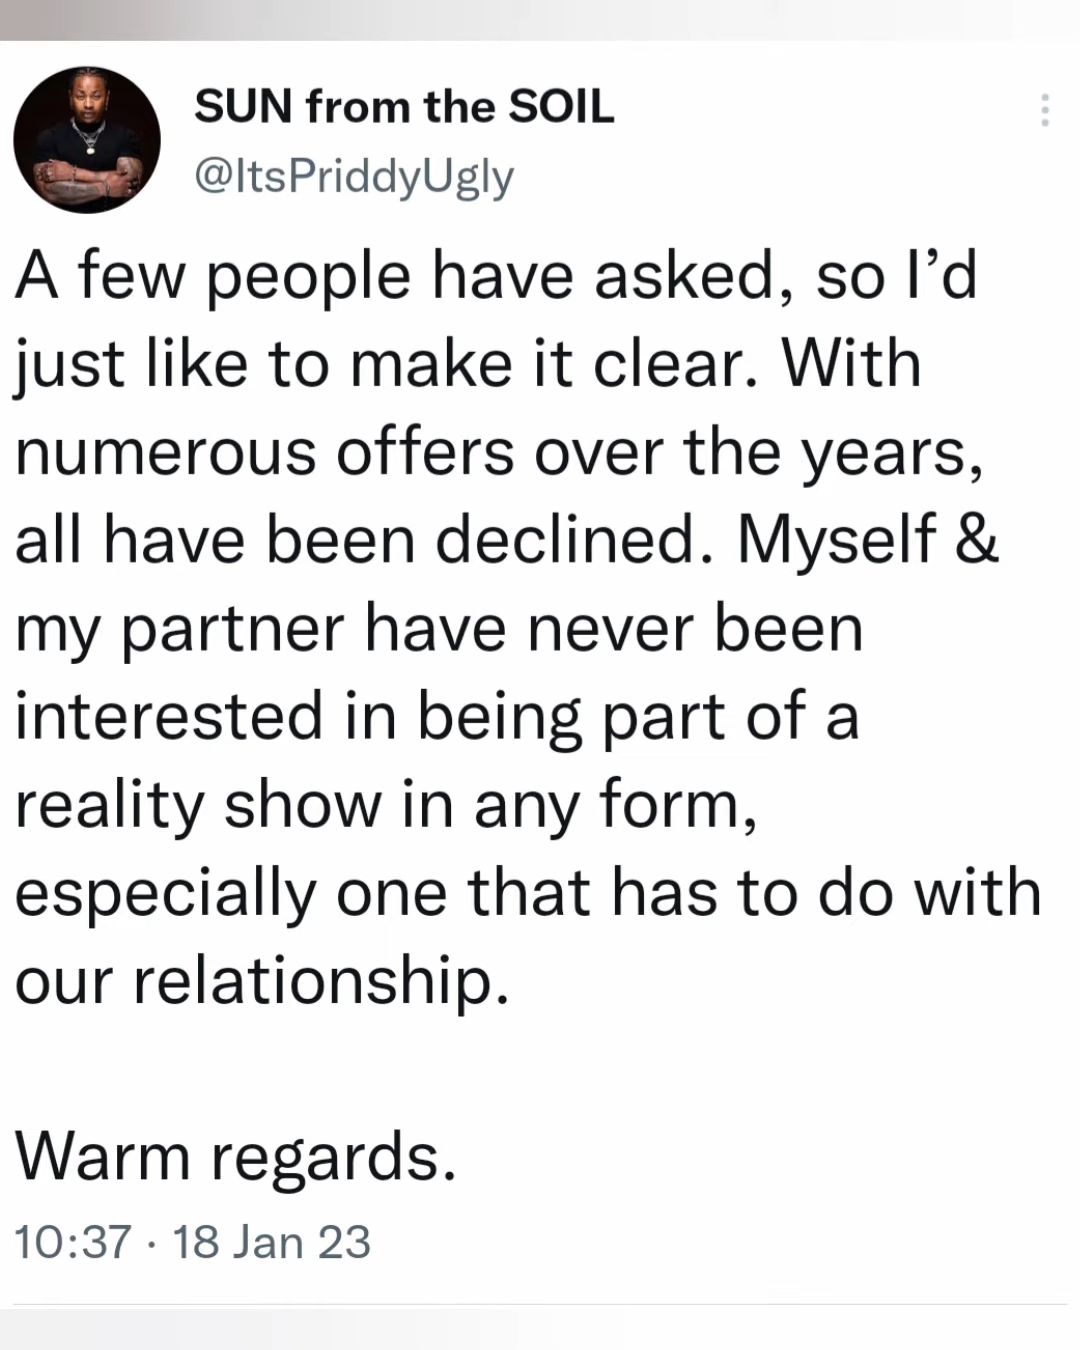 SUN from the SOIL
@ItsPriddyUgly
A few people have asked, so I’d
just like to make it clear. With
numerous offers over the years,
all have been declined. Myself &
my partner have never been
interested in being part of a
reality show in any form,
especially one that has to do with
our relationship.
Warm regards.
10:37 · 18 Jan 23